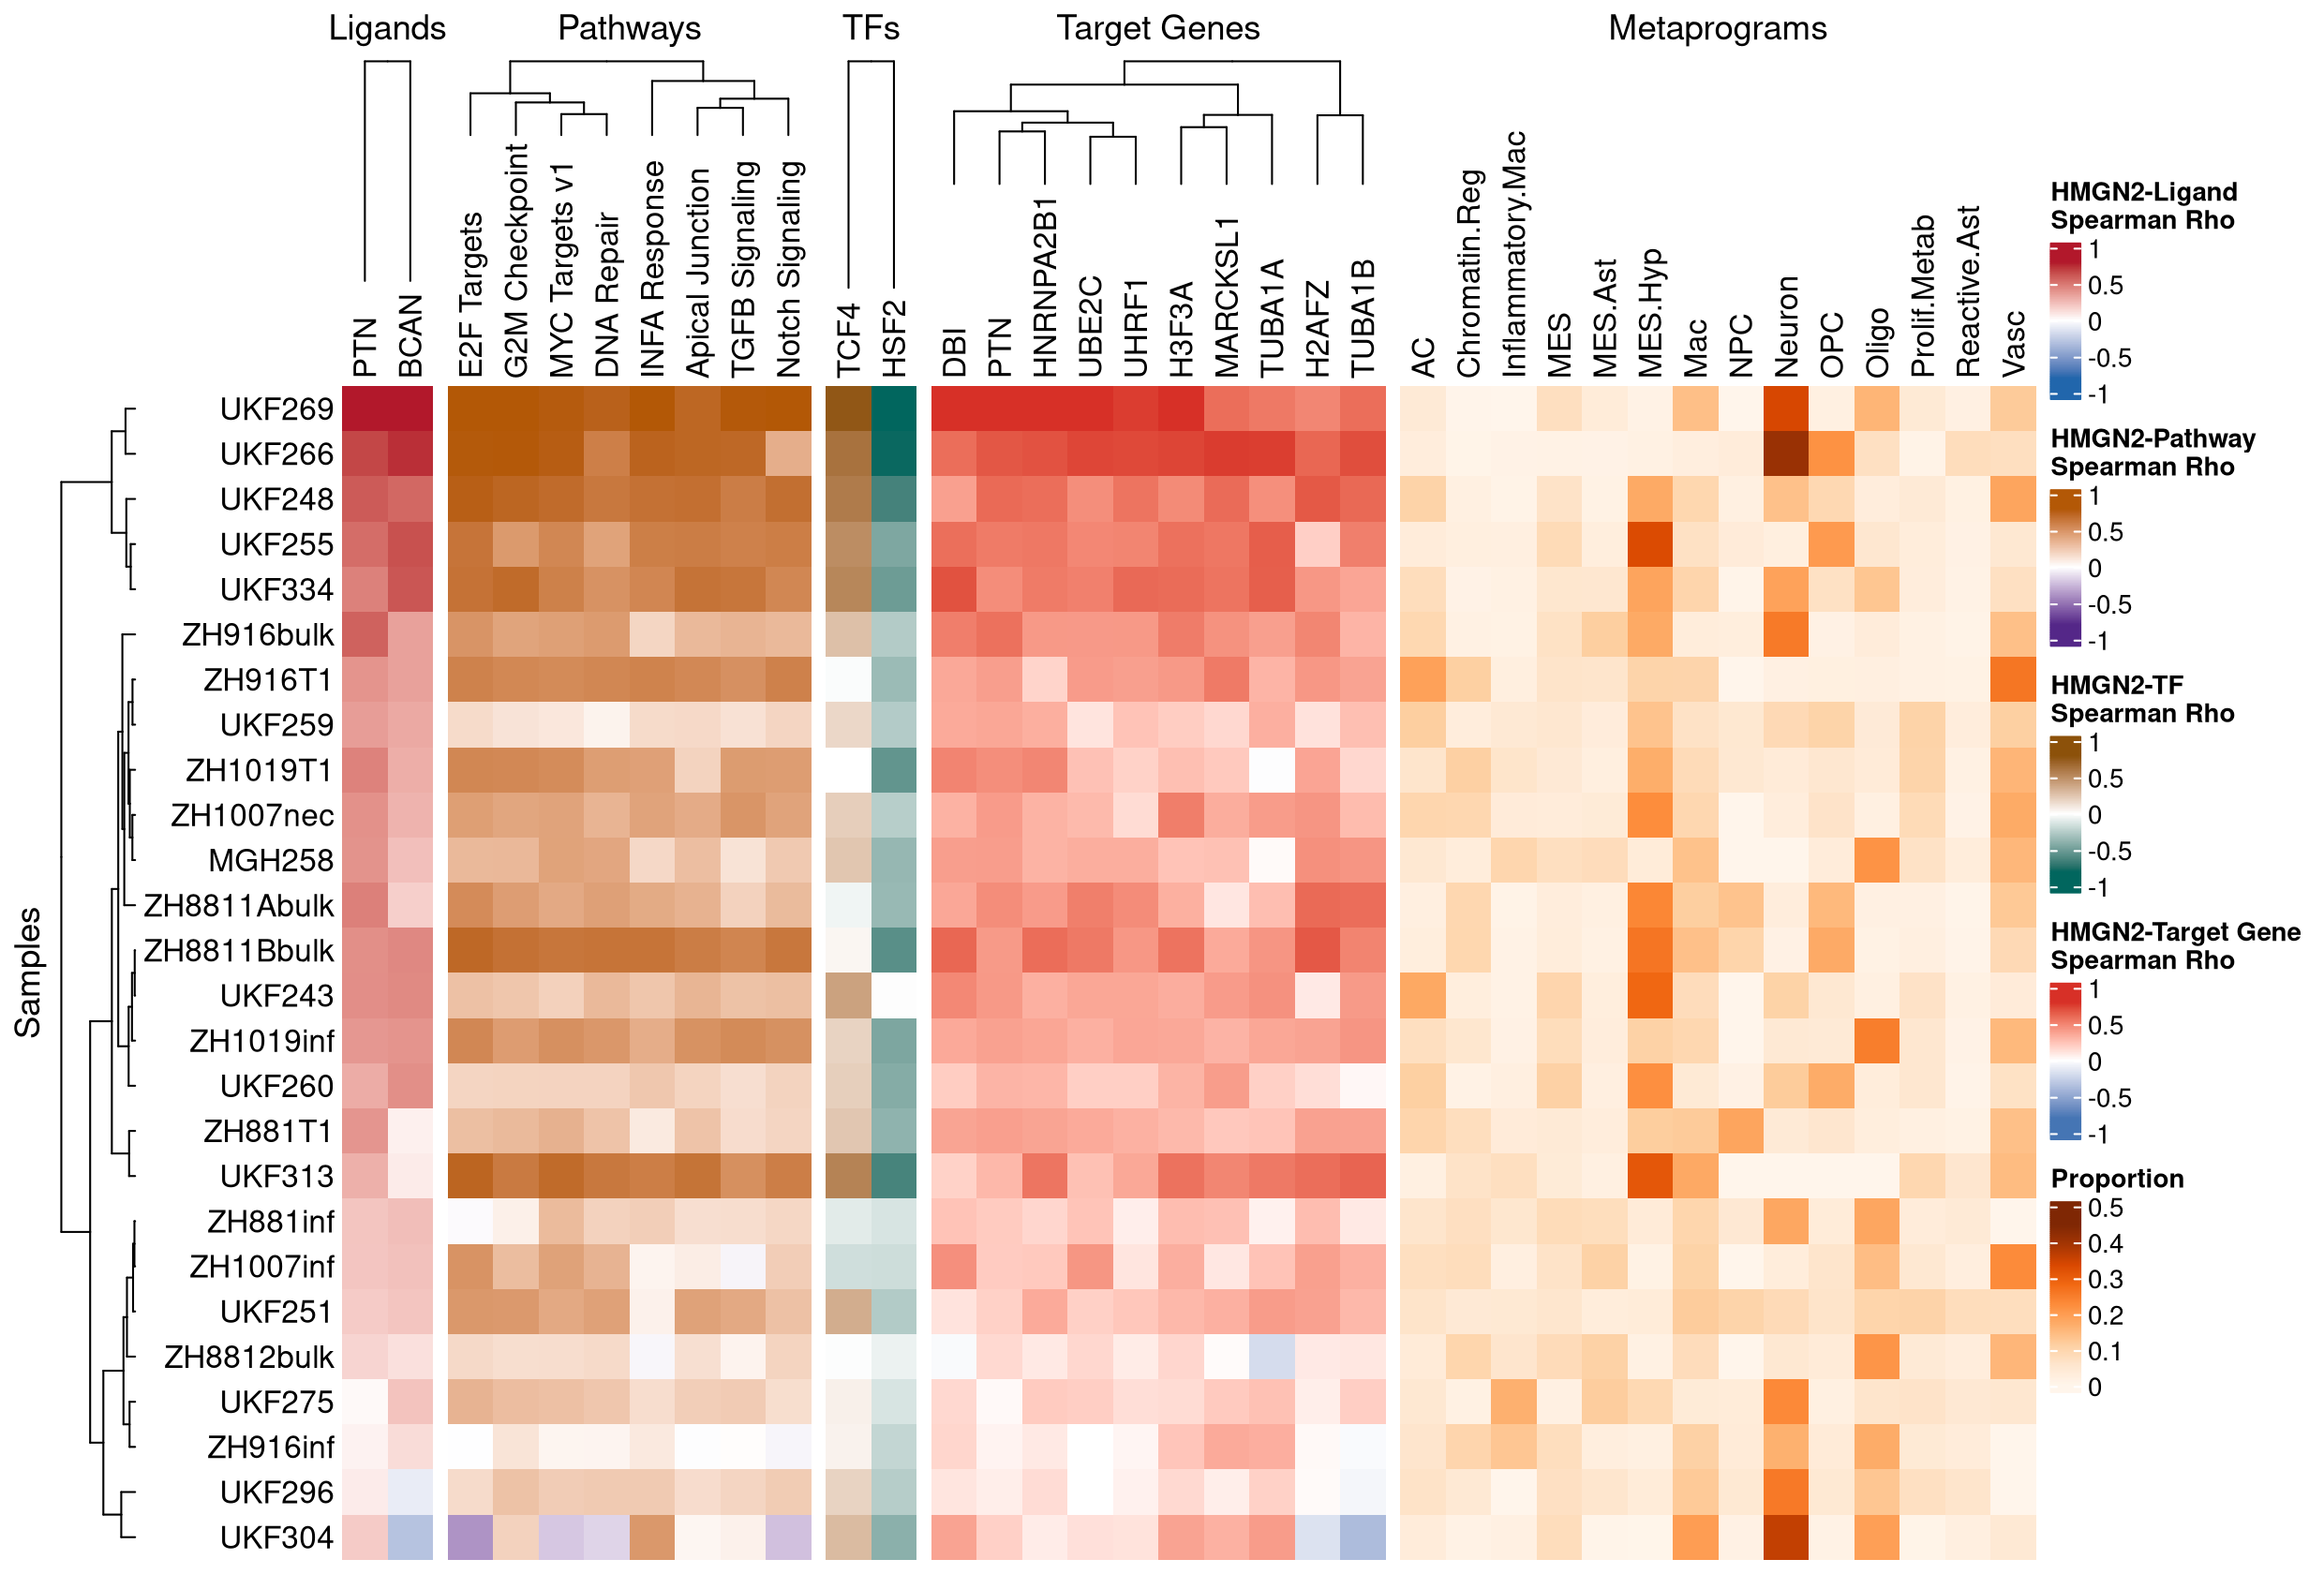 Ligands
Pathways
TFs
Target Genes
Metaprograms
PTN
BCAN
E2F Targets
G2M Checkpoint
MYC Targets v1
DNA Repair
INFA Response
Apical Junction
TGFB Signaling
Notch Signaling
TCF4
HSF2
DBI
PTN
HNRNPA2B1
UBE2C
UHRF1
H3F3A
MARCKSL1
TUBA1A
H2AFZ
TUBA1B
AC
Chromatin.Reg
Inflammatory.Mac
MES
MES.Ast
MES.Hyp
Mac
NPC
Neuron
OPC
Oligo
Prolif.Metab
Reactive.Ast
Vasc
Samples
UKF269
UKF266
UKF248
UKF255
UKF334
ZH916bulk
ZH916T1
UKF259
ZH1019T1
ZH1007nec
MGH258
ZH8811Abulk
ZH8811Bbulk
UKF243
ZH1019inf
UKF260
ZH881T1
UKF313
ZH881inf
ZH1007inf
UKF251
ZH8812bulk
UKF275
ZH916inf
UKF296
UKF304
HMGN2-Ligand
Spearman Rho
1
0.5
0
-0.5
-1
HMGN2-Pathway
Spearman Rho
1
0.5
0
-0.5
-1
HMGN2-TF
Spearman Rho
1
0.5
0
-0.5
-1
HMGN2-Target Gene
Spearman Rho
1
0.5
0
-0.5
-1
Proportion
0.5
0.4
0.3
0.2
0.1
0